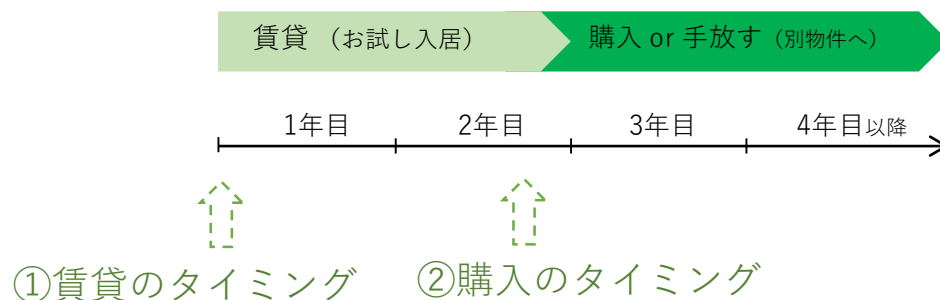 賃貸 (お試し入居) 購入 or 手放す (別物件へ)
1年目 2年目 3年目 4年目以降
①賃貸のタイミング ②購入のタイミング